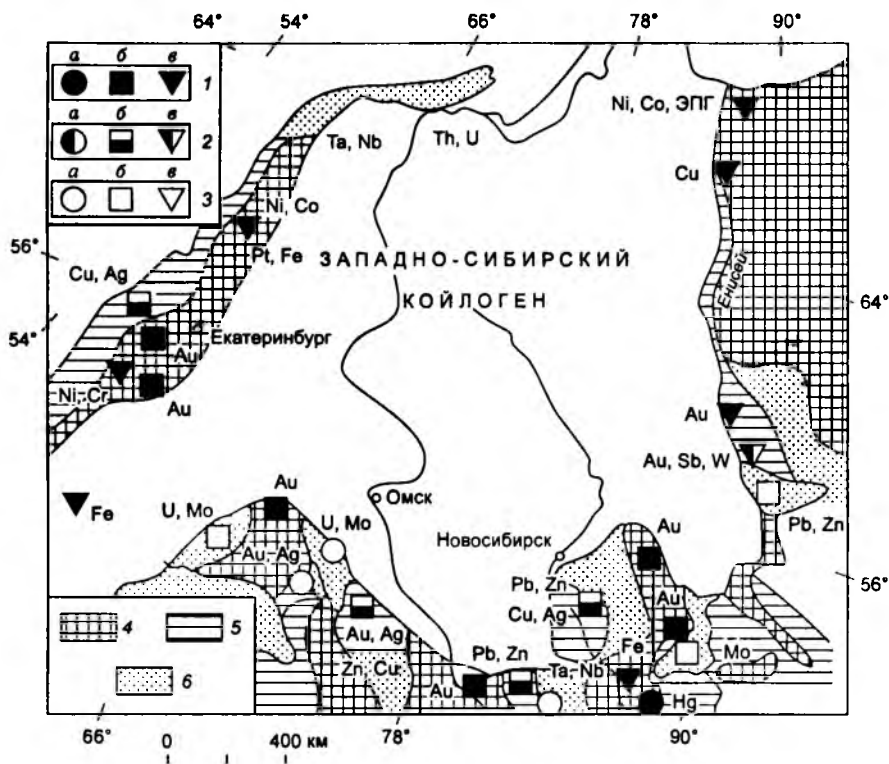 64° 54° 66° 78° 90°
а б в
1
а б в
2
а б в
3
Ni, Co, ЭПГ
Ta, Nb
Th, U
Cu
Ni, Co
56°
Pt, Fe
ЗАПАДНО-СИБИРСКИЙ
КОЙЛОГЕН
Енисей
Cu, Ag
64°
54°
Екатеринбург
Au
Ni, Cr
Au
Au
Au, Sb, W
Au
Омск
Fe
U, Mo
U, Mo
Pb, Zn
Новосибирск
Au
Au-Ag
Pb, Zn
56°
Cu, Ag
Au
4 5
Au, Ag
Fe
Mo
6
Zn, Cu
Pb, Zn
Ta, Nb
Au
Hg
66° 78° 90°
0 400 км